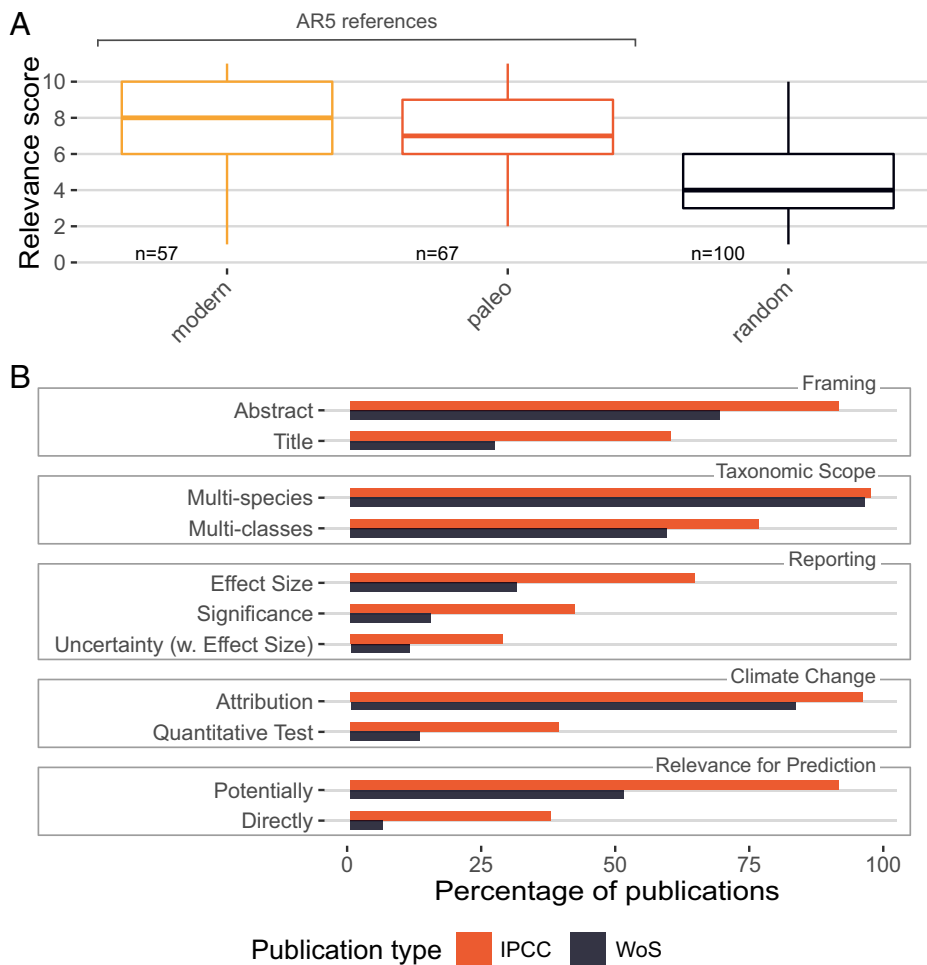 A
AR5 references
Relevance score
10
8
6
4
2
0
n=57
n=67
n=100
modern
paleo
random
B
Framing
Abstract
Title
Taxonomic Scope
Multi-species
Multi-classes
Reporting
Effect Size
Significance
Uncertainty (w. Effect Size)
Climate Change
Attribution
Quantitative Test
Relevance for Prediction
Potentially
Directly
0 25 50 75 100
Percentage of publications
Publication type IPCC WoS